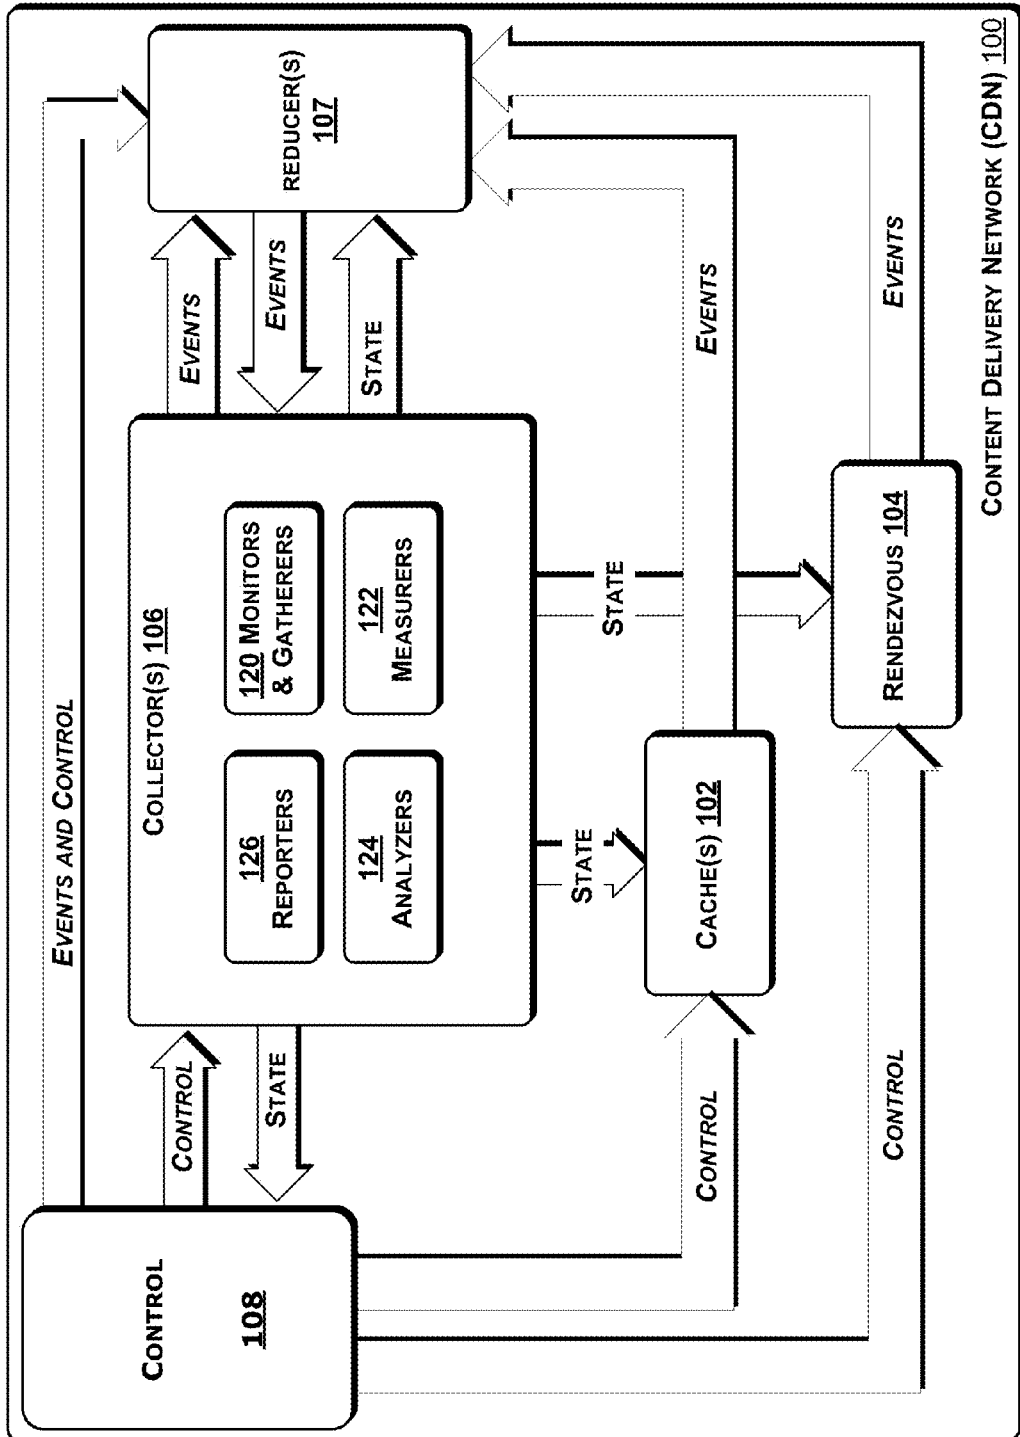 EVENTS AND CONTROL
CONTROL
108
CONTROL
STATE
COLLECTOR(S) 106
126
REPORTERS
120 MONITORS
& GATHERERS
124
ANALYZERS
122
MEASURERS
EVENTS
EVENTS
STATE
REDUCER(S)
107
STATE
STATE
CONTROL
CACHE(S) 102
EVENTS
CONTROL
RENDEZVOUS 104
EVENTS
CONTENT DELIVERY NETWORK (CDN) 100